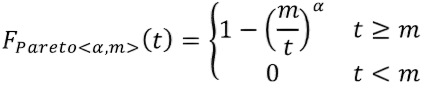 F_{Pareto<α,m>}(t) = { 1 − (m/t)^α   t ≥ m
0   t < m